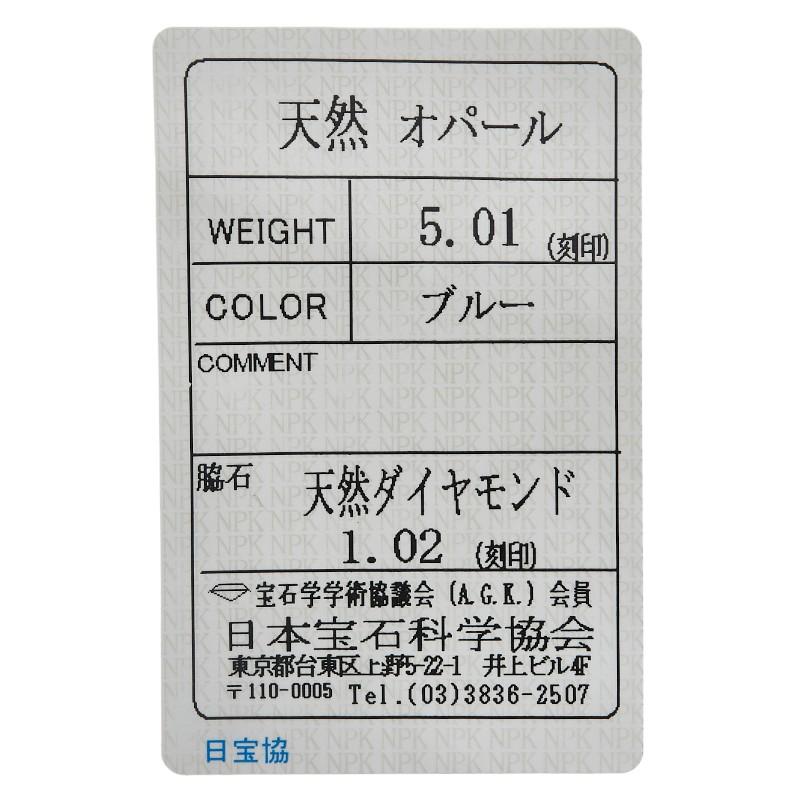 天然 オパール
WEIGHT 5.01 (刻印)
COLOR ブルー
COMMENT
脇石 天然ダイヤモンド
1.02 (刻印)
宝石学学術協議会(A.G.K.)会員
日本宝石科学協会
東京都台東区上野5-22-1 井上ビル4F
〒110-0005 Tel.(03)3836-2507
日宝協